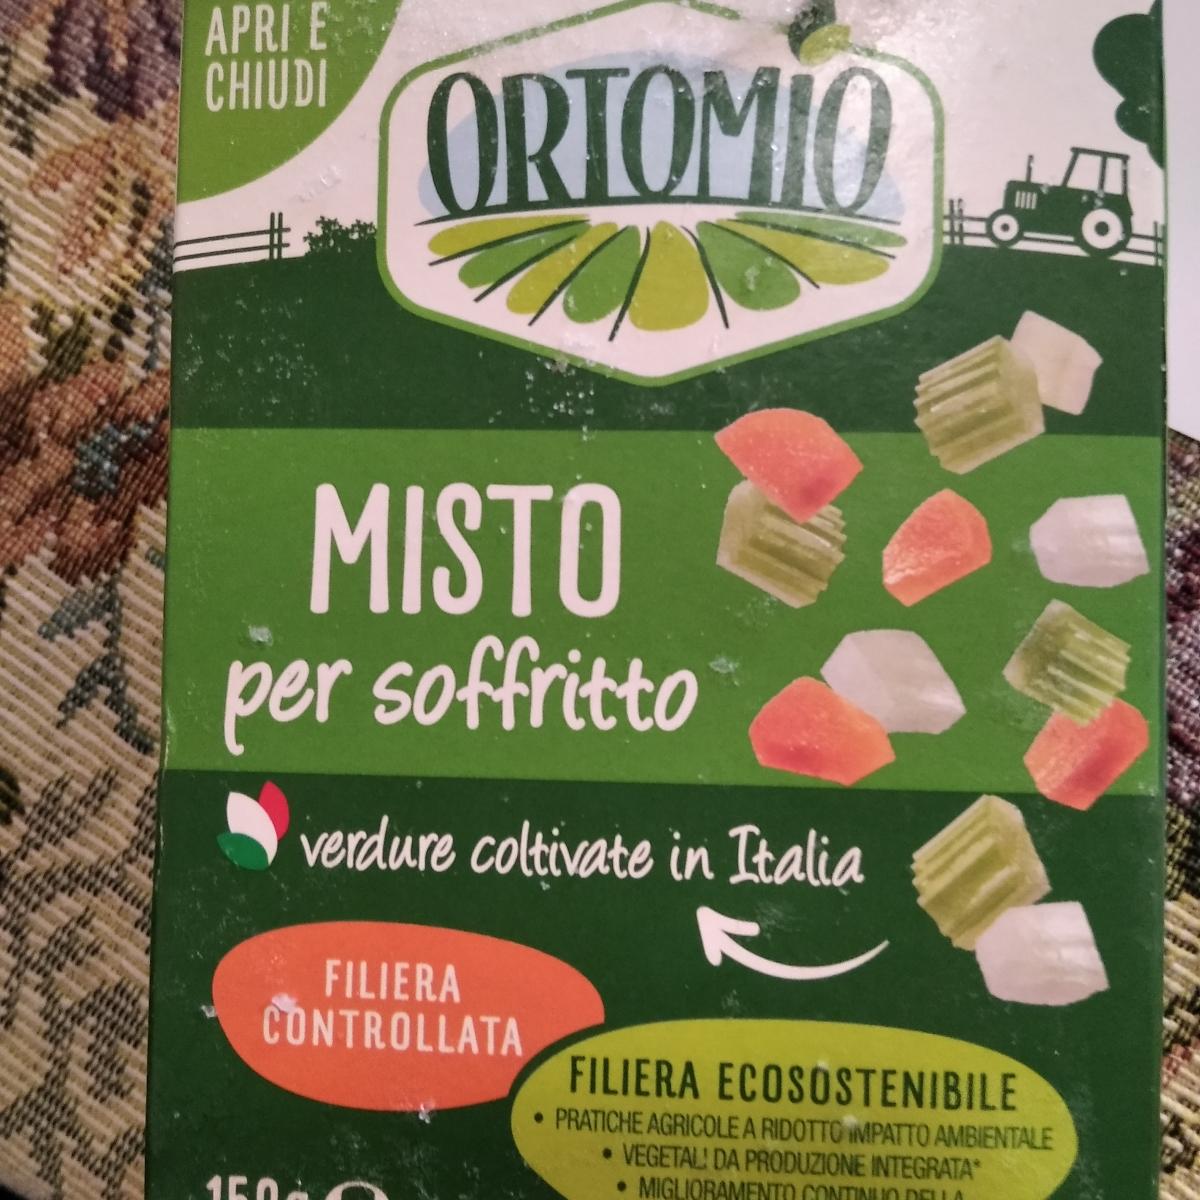 APRI E
CHIUDI
ORTOMIO
MISTO
per soffritto
verdure coltivate in Italia
FILIERA
CONTROLLATA
FILIERA ECOSOSTENIBILE
• PRATICHE AGRICOLE A RIDOTTO IMPATTO AMBIENTALE
• VEGETALI DA PRODUZIONE INTEGRATA*
• MIGLIORAMENTO CONTINUO DELLA
150g